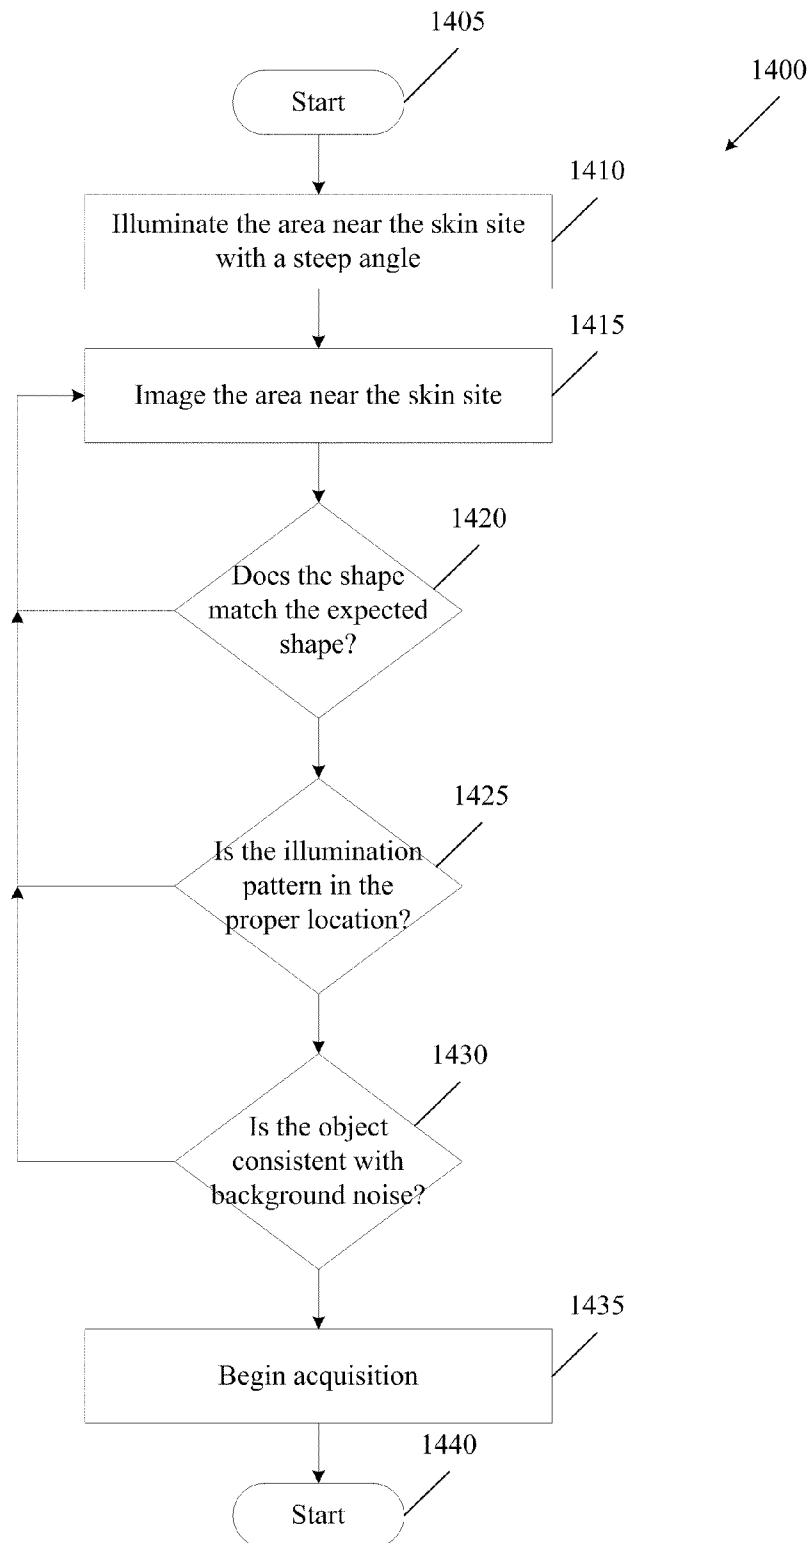 1405
1400
Start
1410
Illuminate the area near the skin site
with a steep angle
1415
Image the area near the skin site
1420
Does the shape
match the expected
shape?
1425
Is the illumination
pattern in the
proper location?
1430
Is the object
consistent with
background noise?
1435
Begin acquisition
1440
Start